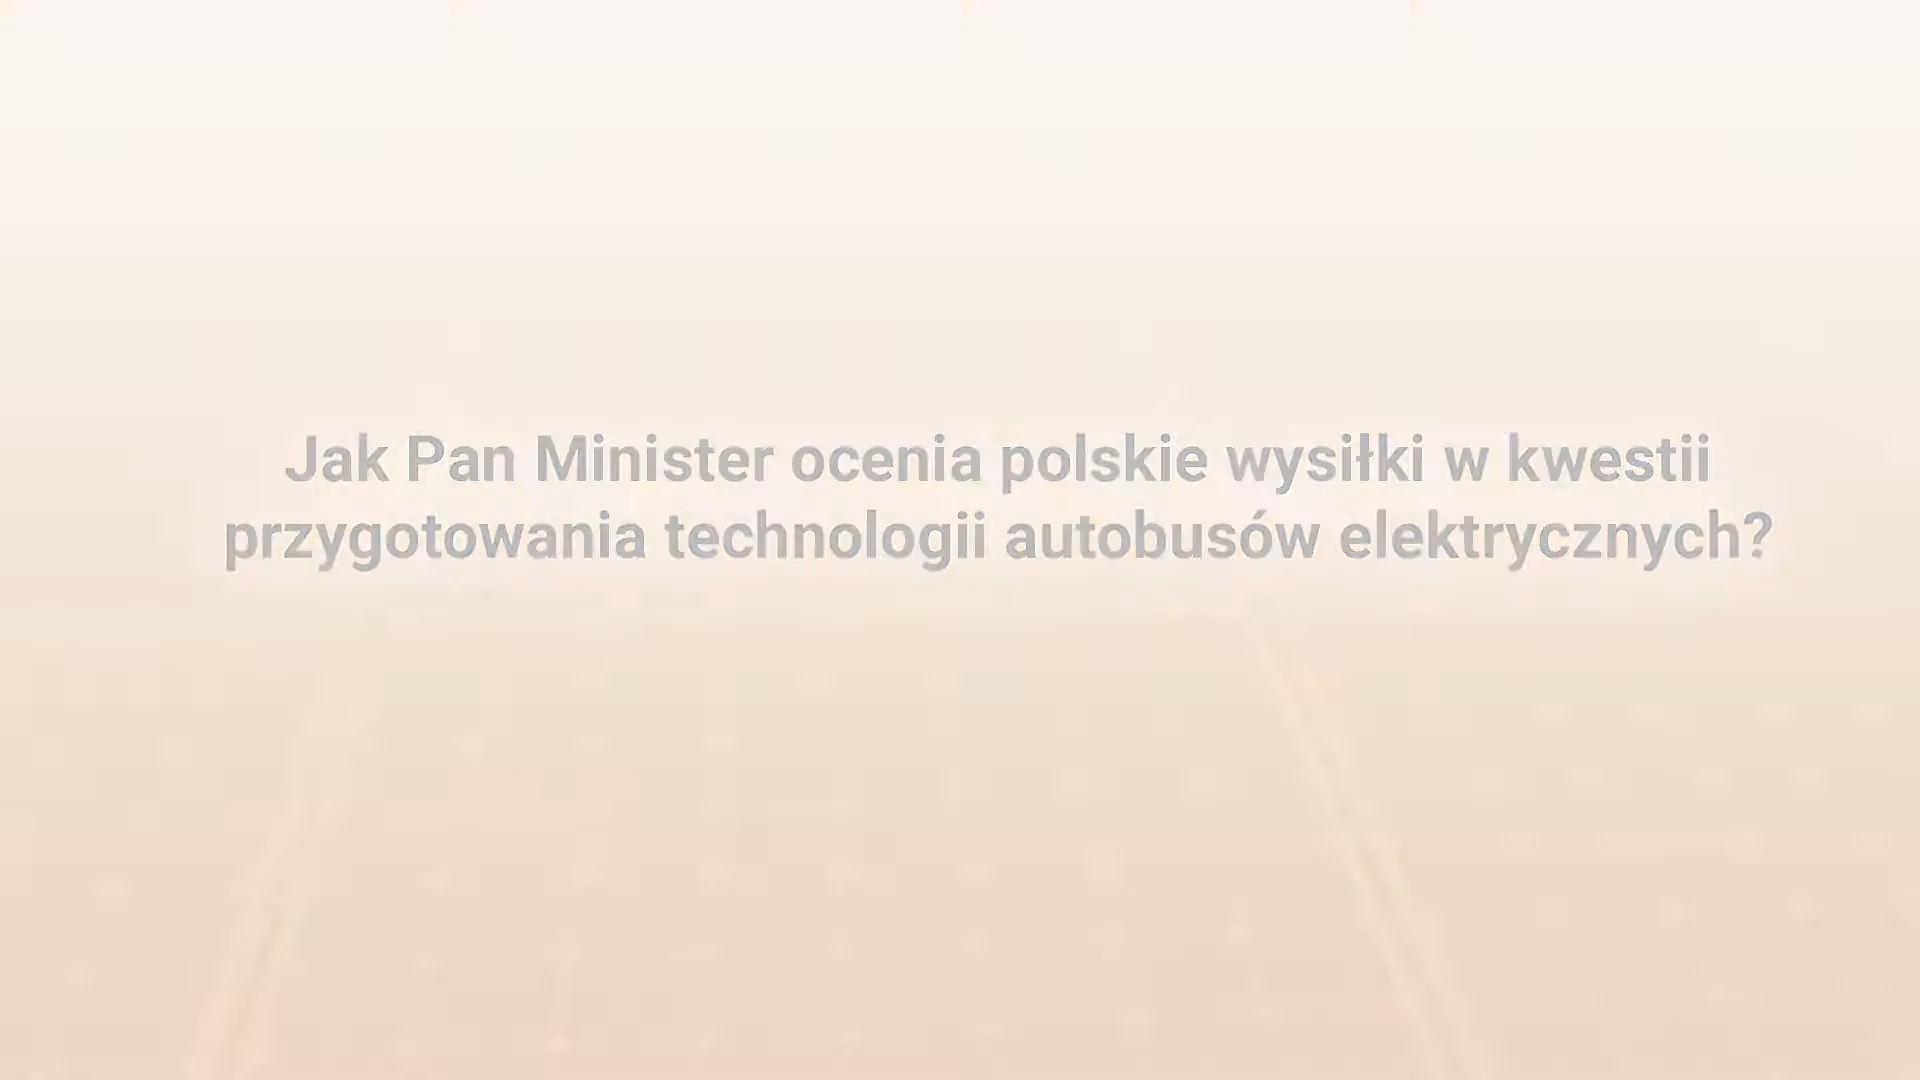 Jak Pan Minister ocenia polskie wysiłki w kwestii
przygotowania technologii autobusów elektrycznych?